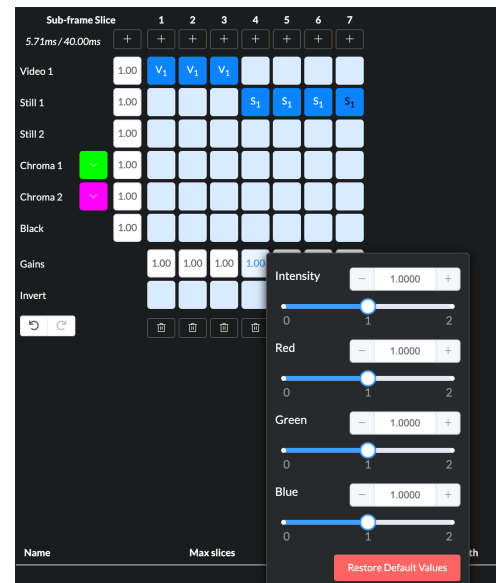 Sub-frame Slice 1 2 3 4 5 6 7
5.71ms / 40.00ms + + + + + + + +
Video 1 1.00 V₁ V₁ V₁
Still 1 1.00 S₁ S₁ S₁ S₁
Still 2 1.00
Chroma 1 1.00
Chroma 2 1.00
Black 1.00
Gains 1.00 1.00 1.00 1.00
Invert
Intensity − 1.0000 +
0 1 2
Red − 1.0000 +
0 1 2
Green − 1.0000 +
0 1 2
Blue − 1.0000 +
0 1 2
Restore Default Values
Name Max slices th